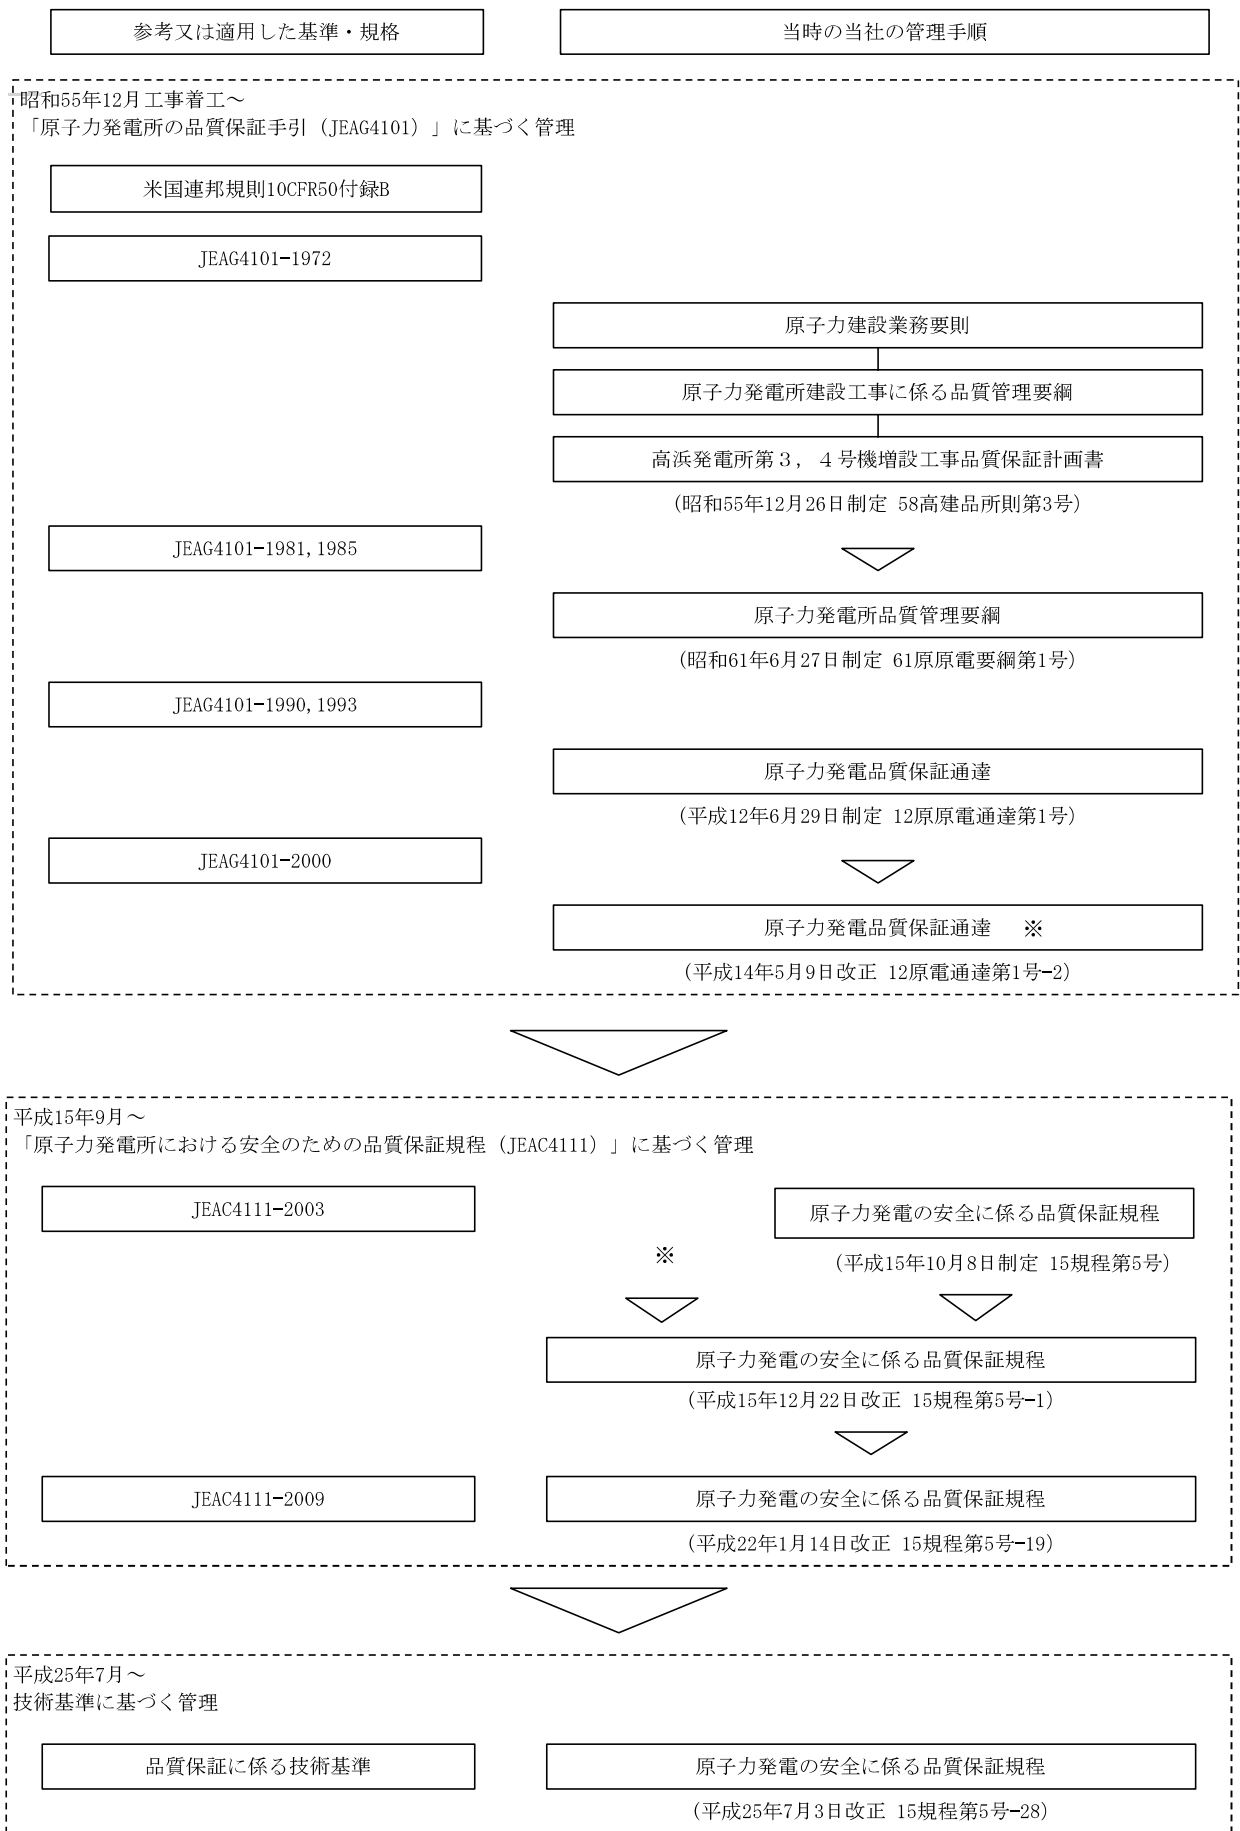 参考又は適用した基準・規格
当時の当社の管理手順
昭和55年12月工事着工～
「原子力発電所の品質保証手引（JEAG4101）」に基づく管理
米国連邦規則10CFR50付録B
JEAG4101-1972
原子力建設業務要則
原子力発電所建設工事に係る品質管理要綱
高浜発電所第３，４号機増設工事品質保証計画書
（昭和55年12月26日制定 58高建品所則第3号）
JEAG4101-1981,1985
原子力発電所品質管理要綱
（昭和61年6月27日制定 61原原電要綱第1号）
JEAG4101-1990,1993
原子力発電品質保証通達
（平成12年6月29日制定 12原原電通達第1号）
JEAG4101-2000
原子力発電品質保証通達 ※
（平成14年5月9日改正 12原電通達第1号-2）
平成15年9月～
「原子力発電所における安全のための品質保証規程（JEAC4111）」に基づく管理
JEAC4111-2003
原子力発電の安全に係る品質保証規程
※
（平成15年10月8日制定 15規程第5号）
原子力発電の安全に係る品質保証規程
（平成15年12月22日改正 15規程第5号-1）
JEAC4111-2009
原子力発電の安全に係る品質保証規程
（平成22年1月14日改正 15規程第5号-19）
平成25年7月～
技術基準に基づく管理
品質保証に係る技術基準
原子力発電の安全に係る品質保証規程
（平成25年7月3日改正 15規程第5号-28）